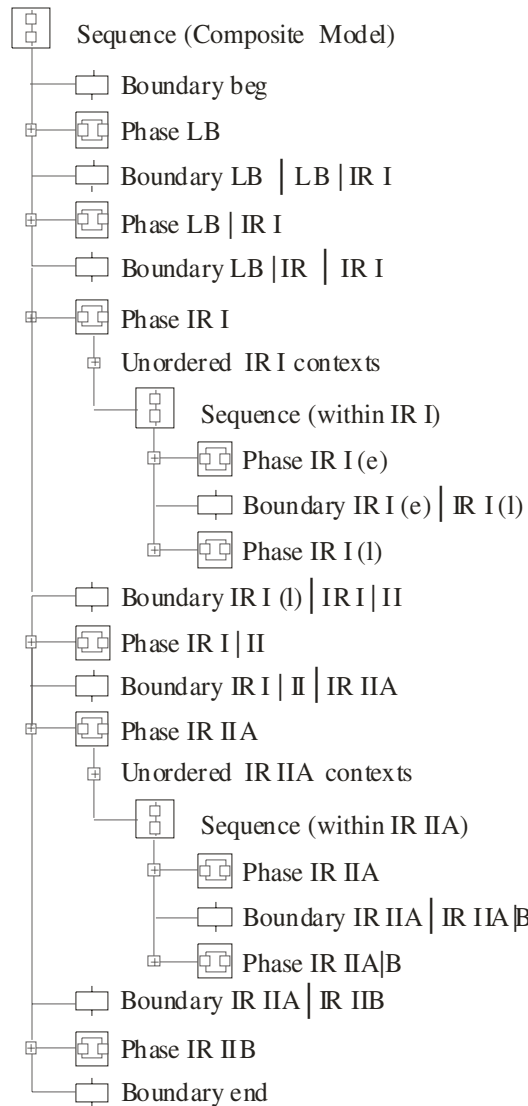 Sequence (Composite Model)
Boundary beg
Phase LB
Boundary LB | LB | IR I
Phase LB | IR I
Boundary LB | IR | IR I
Phase IR I
Unordered IR I contexts
Sequence (within IR I)
Phase IR I (e)
Boundary IR I (e) | IR I (l)
Phase IR I (l)
Boundary IR I (l) | IR I | II
Phase IR I | II
Boundary IR I | II | IR IIA
Phase IR IIA
Unordered IR IIA contexts
Sequence (within IR IIA)
Phase IR IIA
Boundary IR IIA | IR IIA|B
Phase IR IIA|B
Boundary IR IIA | IR IIB
Phase IR IIB
Boundary end